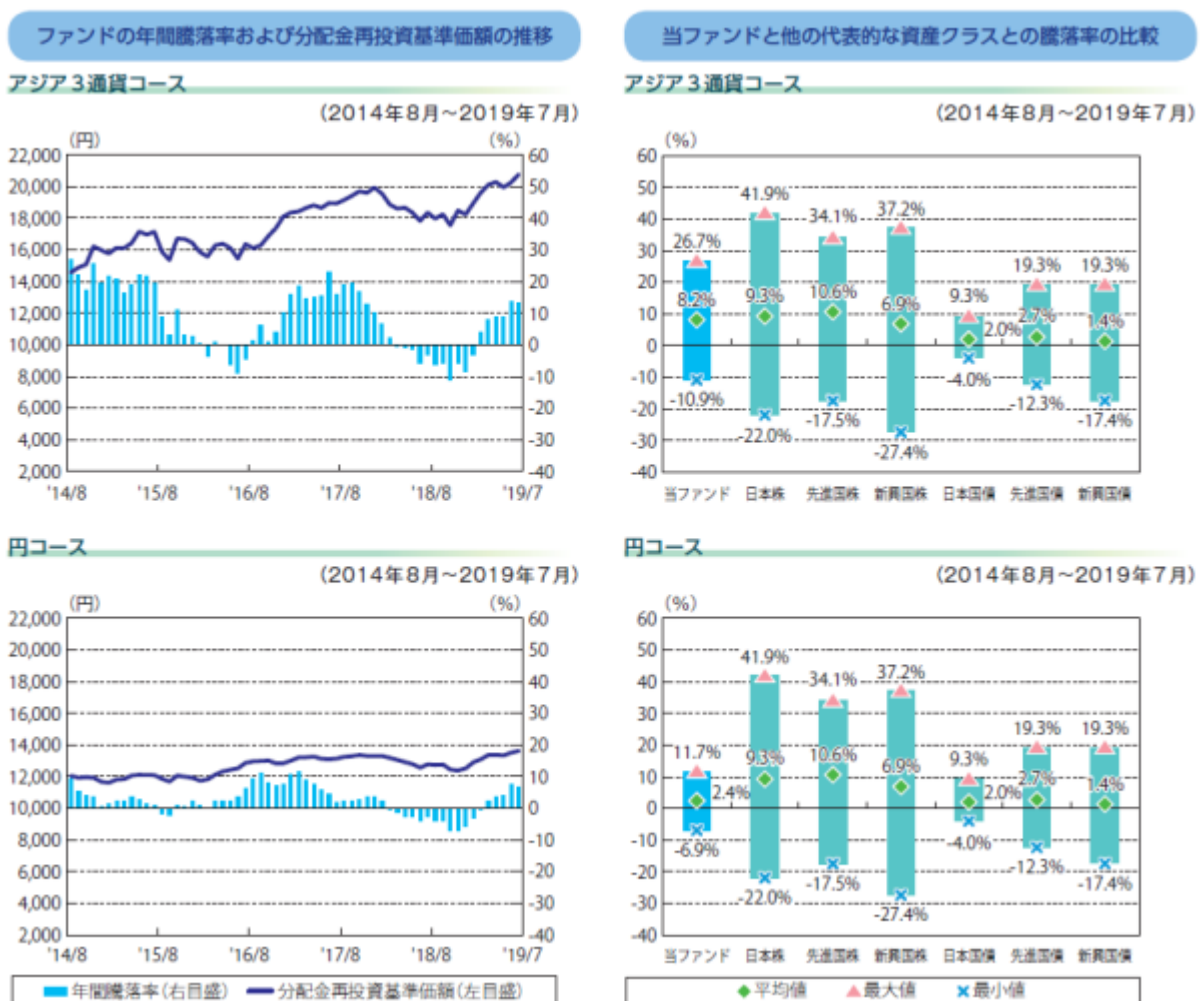 ファンドの年間騰落率および分配金再投資基準価額の推移
アジア3通貨コース
(2014年8月~2019年7月)
(円)
(%)
22,000
20,000
18,000
16,000
14,000
12,000
10,000
8,000
6,000
4,000
2,000
60
50
40
30
20
10
0
-10
-20
-30
-40
'14/8 '15/8 '16/8 '17/8 '18/8 '19/7
当ファンドと他の代表的な資産クラスとの騰落率の比較
アジア3通貨コース
(2014年8月~2019年7月)
(%)
60
50
40
30
20
10
0
-10
-20
-30
-40
26.7% 41.9% 34.1% 37.2% 9.3% 19.3% 19.3%
8.2% 9.3% 10.6% 6.9% 2.0% 2.7% 1.4%
-10.9% -22.0% -17.5% -27.4% -4.0% -12.3% -17.4%
当ファンド 日本株 先進国株 新興国株 日本国債 先進国債 新興国債
円コース
(2014年8月~2019年7月)
(円)
(%)
22,000
20,000
18,000
16,000
14,000
12,000
10,000
8,000
6,000
4,000
2,000
60
50
40
30
20
10
0
-10
-20
-30
-40
'14/8 '15/8 '16/8 '17/8 '18/8 '19/7
年間騰落率(右目盛) 分配金再投資基準価額(左目盛)
円コース
(2014年8月~2019年7月)
(%)
60
50
40
30
20
10
0
-10
-20
-30
-40
11.7% 41.9% 34.1% 37.2% 9.3% 19.3% 19.3%
2.4% 9.3% 10.6% 6.9% 2.0% 2.7% 1.4%
-6.9% -22.0% -17.5% -27.4% -4.0% -12.3% -17.4%
当ファンド 日本株 先進国株 新興国株 日本国債 先進国債 新興国債
平均値 最大値 最小値